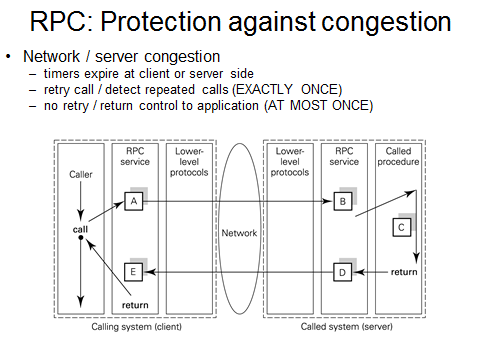 RPC: Protection against congestion
• Network / server congestion
– timers expire at client or server side
– retry call / detect repeated calls (EXACTLY ONCE)
– no retry / return control to application (AT MOST ONCE)
Caller
call
RPC
service
A
E
return
Lower-
level
protocols
Network
Lower-
level
protocols
RPC
service
B
D
Called
procedure
C
return
Calling system (client)
Called system (server)